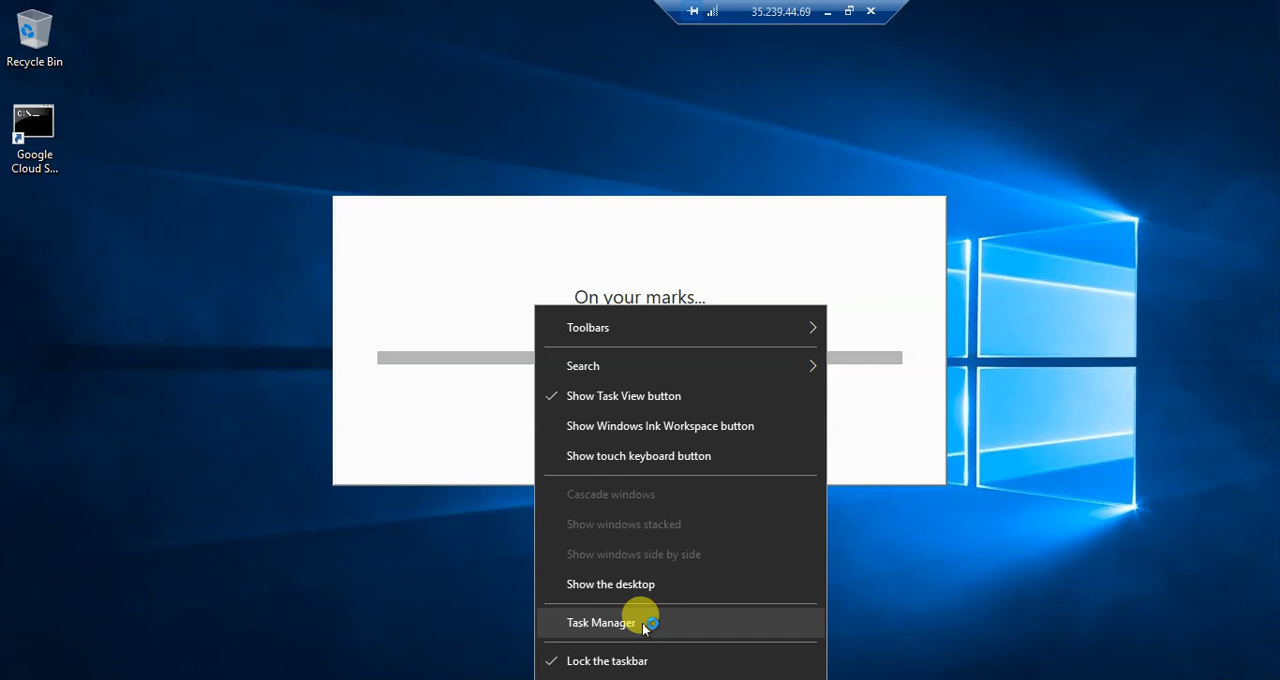 35.239.44.69
Recycle Bin
C:\._
Google
Cloud S...
On your marks...
Toolbars
Search
Show Task View button
Show Windows Ink Workspace button
Show touch keyboard button
Cascade windows
Show windows stacked
Show windows side by side
Show the desktop
Task Manager
Lock the taskbar